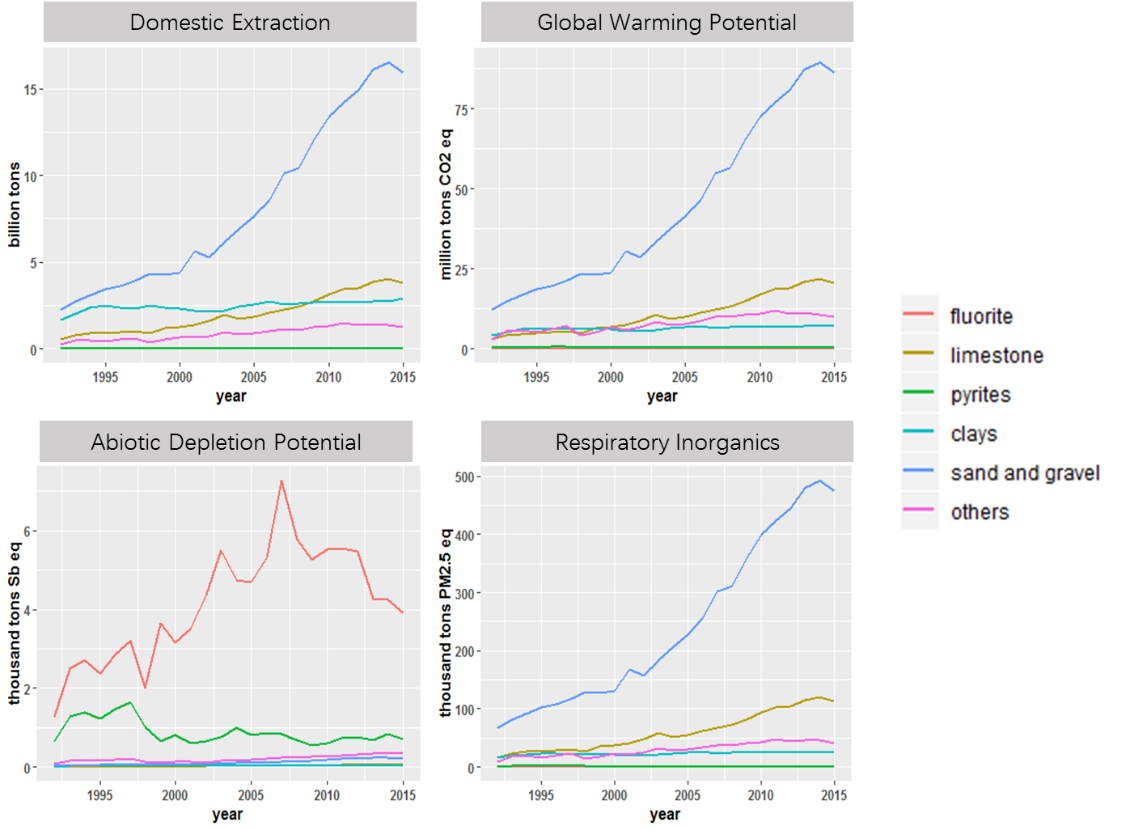 Domestic Extraction
billion tons
15
10
5
0
1995 2000 2005 2010 2015
year
Global Warming Potential
million tons CO2 eq
75
50
25
0
1995 2000 2005 2010 2015
year
Abiotic Depletion Potential
thousand tons Sb eq
6
4
2
0
1995 2000 2005 2010 2015
year
Respiratory Inorganics
thousand tons PM2.5 eq
500
400
300
200
100
0
1995 2000 2005 2010 2015
year
fluorite
limestone
pyrites
clays
sand and gravel
others